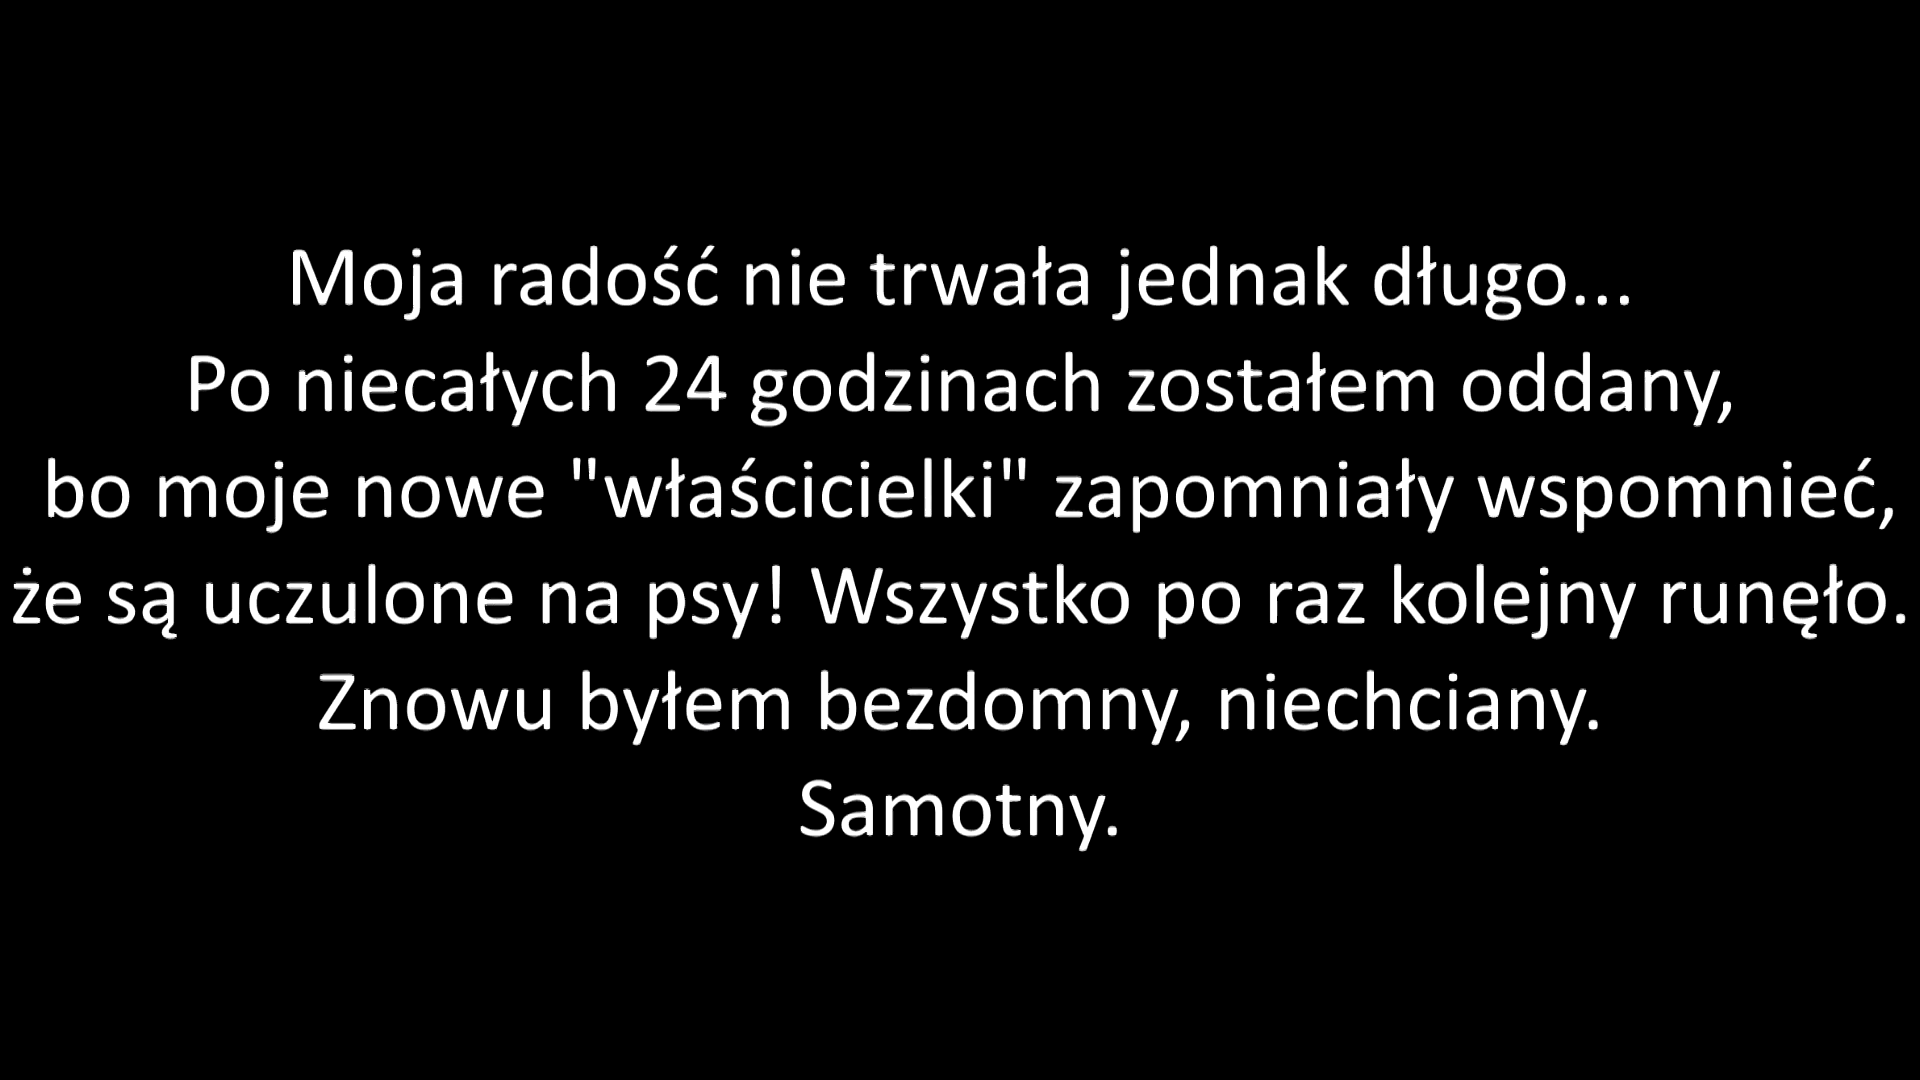 Moja radość nie trwała jednak długo...
Po niecałych 24 godzinach zostałem oddany,
bo moje nowe "właścicielki" zapomniały wspomnieć,
że są uczulone na psy! Wszystko po raz kolejny runęło.
Znowu byłem bezdomny, niechciany.
Samotny.